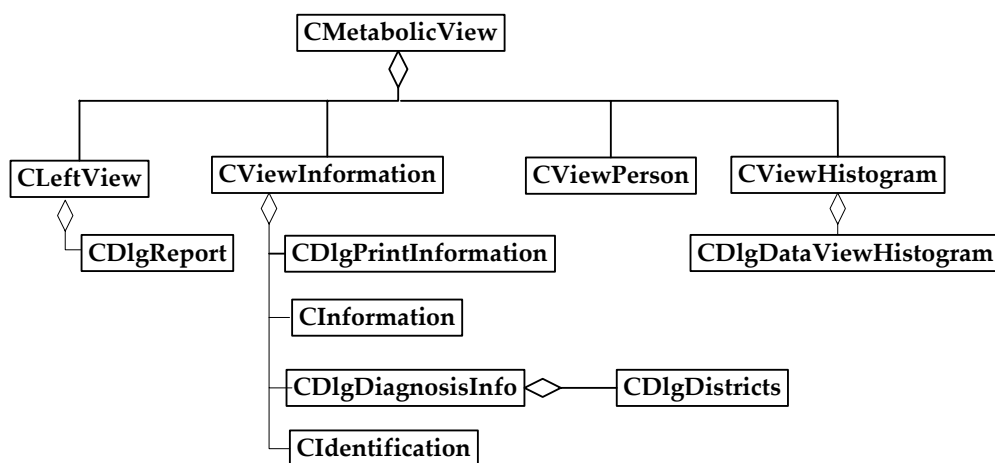 CMetabolicView
CLeftView
CViewInformation
CViewPerson
CViewHistogram
CDlgReport
CDlgPrintInformation
CDlgDataViewHistogram
CInformation
CDlgDiagnosisInfo
CDlgDistricts
CIdentification